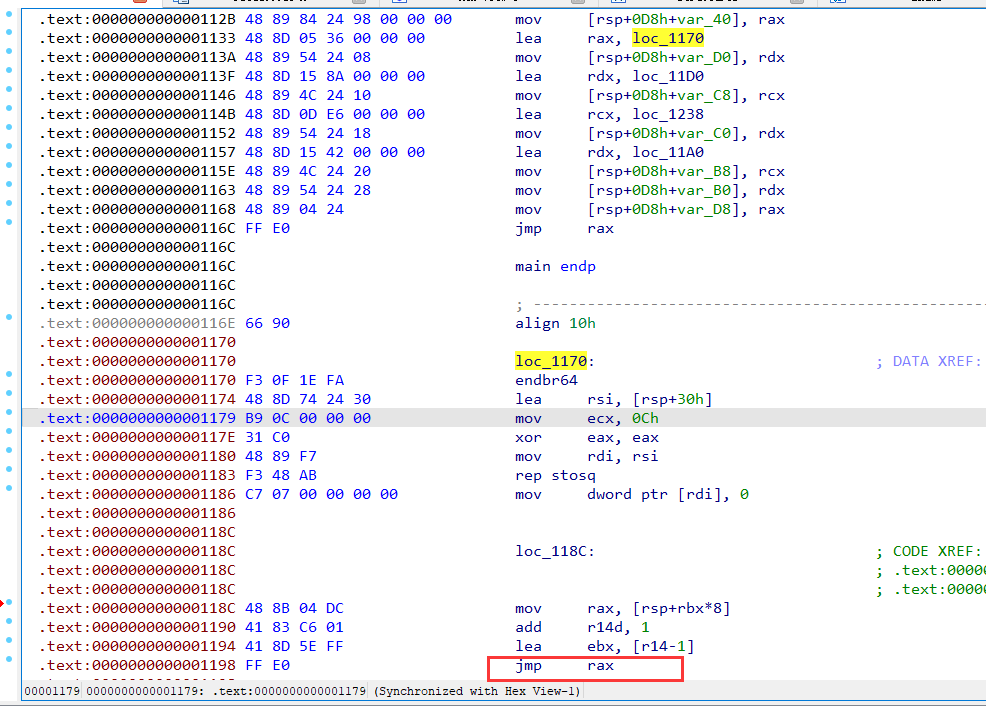 .text:000000000000112B 48 89 84 24 98 00 00 00 mov [rsp+0D8h+var_40], rax
.text:0000000000001133 48 8D 05 36 00 00 00 lea rax, loc_1170
.text:000000000000113A 48 89 54 24 08 mov [rsp+0D8h+var_D0], rdx
.text:000000000000113F 48 8D 15 8A 00 00 00 lea rdx, loc_11D0
.text:0000000000001146 48 89 4C 24 10 mov [rsp+0D8h+var_C8], rcx
.text:000000000000114B 48 8D 0D E6 00 00 00 lea rcx, loc_1238
.text:0000000000001152 48 89 54 24 18 mov [rsp+0D8h+var_C0], rdx
.text:0000000000001157 48 8D 15 42 00 00 00 lea rdx, loc_11A0
.text:000000000000115E 48 89 4C 24 20 mov [rsp+0D8h+var_B8], rcx
.text:0000000000001163 48 89 54 24 28 mov [rsp+0D8h+var_B0], rdx
.text:0000000000001168 48 89 04 24 mov [rsp+0D8h+var_D8], rax
.text:000000000000116C FF E0 jmp rax
.text:000000000000116C
.text:000000000000116C main endp
.text:000000000000116C
.text:000000000000116C ; ---------------------------------------------------
.text:000000000000116E 66 90 align 10h
.text:0000000000001170
.text:0000000000001170 loc_1170: ; DATA XREF:
.text:0000000000001170 F3 0F 1E FA endbr64
.text:0000000000001174 48 8D 74 24 30 lea rsi, [rsp+30h]
.text:0000000000001179 B9 0C 00 00 00 mov ecx, 0Ch
.text:000000000000117E 31 C0 xor eax, eax
.text:0000000000001180 48 89 F7 mov rdi, rsi
.text:0000000000001183 F3 48 AB rep stosq
.text:0000000000001186 C7 07 00 00 00 00 mov dword ptr [rdi], 0
.text:0000000000001186
.text:000000000000118C
.text:000000000000118C loc_118C: ; CODE XREF:
.text:000000000000118C ; .text:00000
.text:000000000000118C ; .text:00000
.text:000000000000118C 48 8B 04 DC mov rax, [rsp+rbx*8]
.text:0000000000001190 41 83 C6 01 add r14d, 1
.text:0000000000001194 41 8D 5E FF lea ebx, [r14-1]
.text:0000000000001198 FF E0 jmp rax
00001179 0000000000001179: .text:0000000000001179 (Synchronized with Hex View-1)